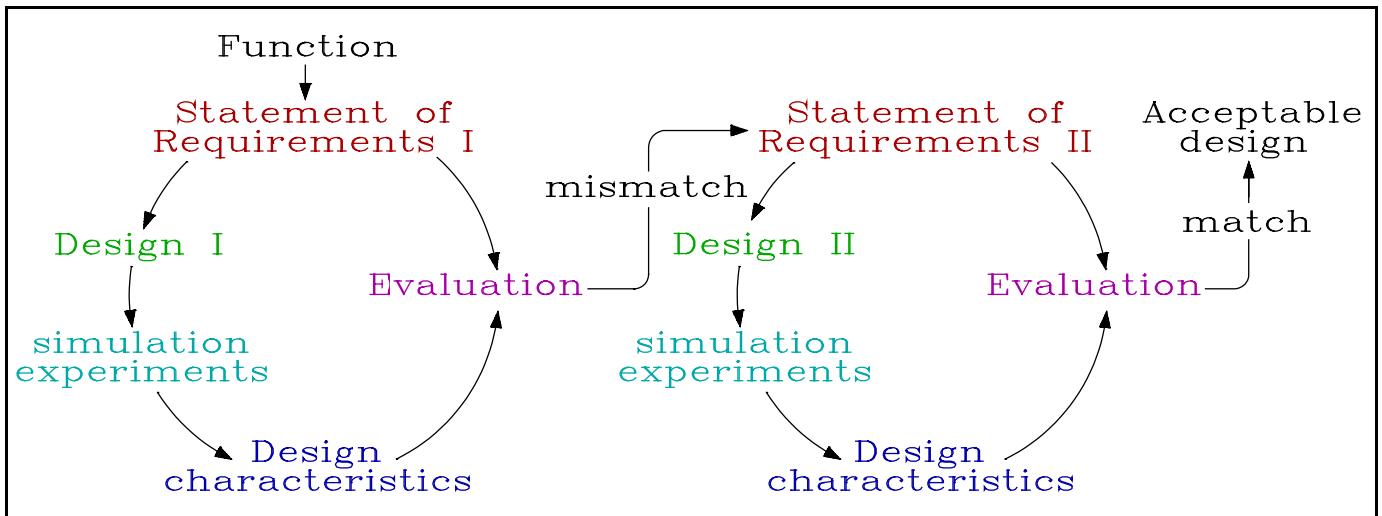 Function
Statement of
Requirements I
Design I
Evaluation
simulation
experiments
Design
characteristics
mismatch
Statement of
Requirements II
Design II
Evaluation
simulation
experiments
Design
characteristics
match
Acceptable
design